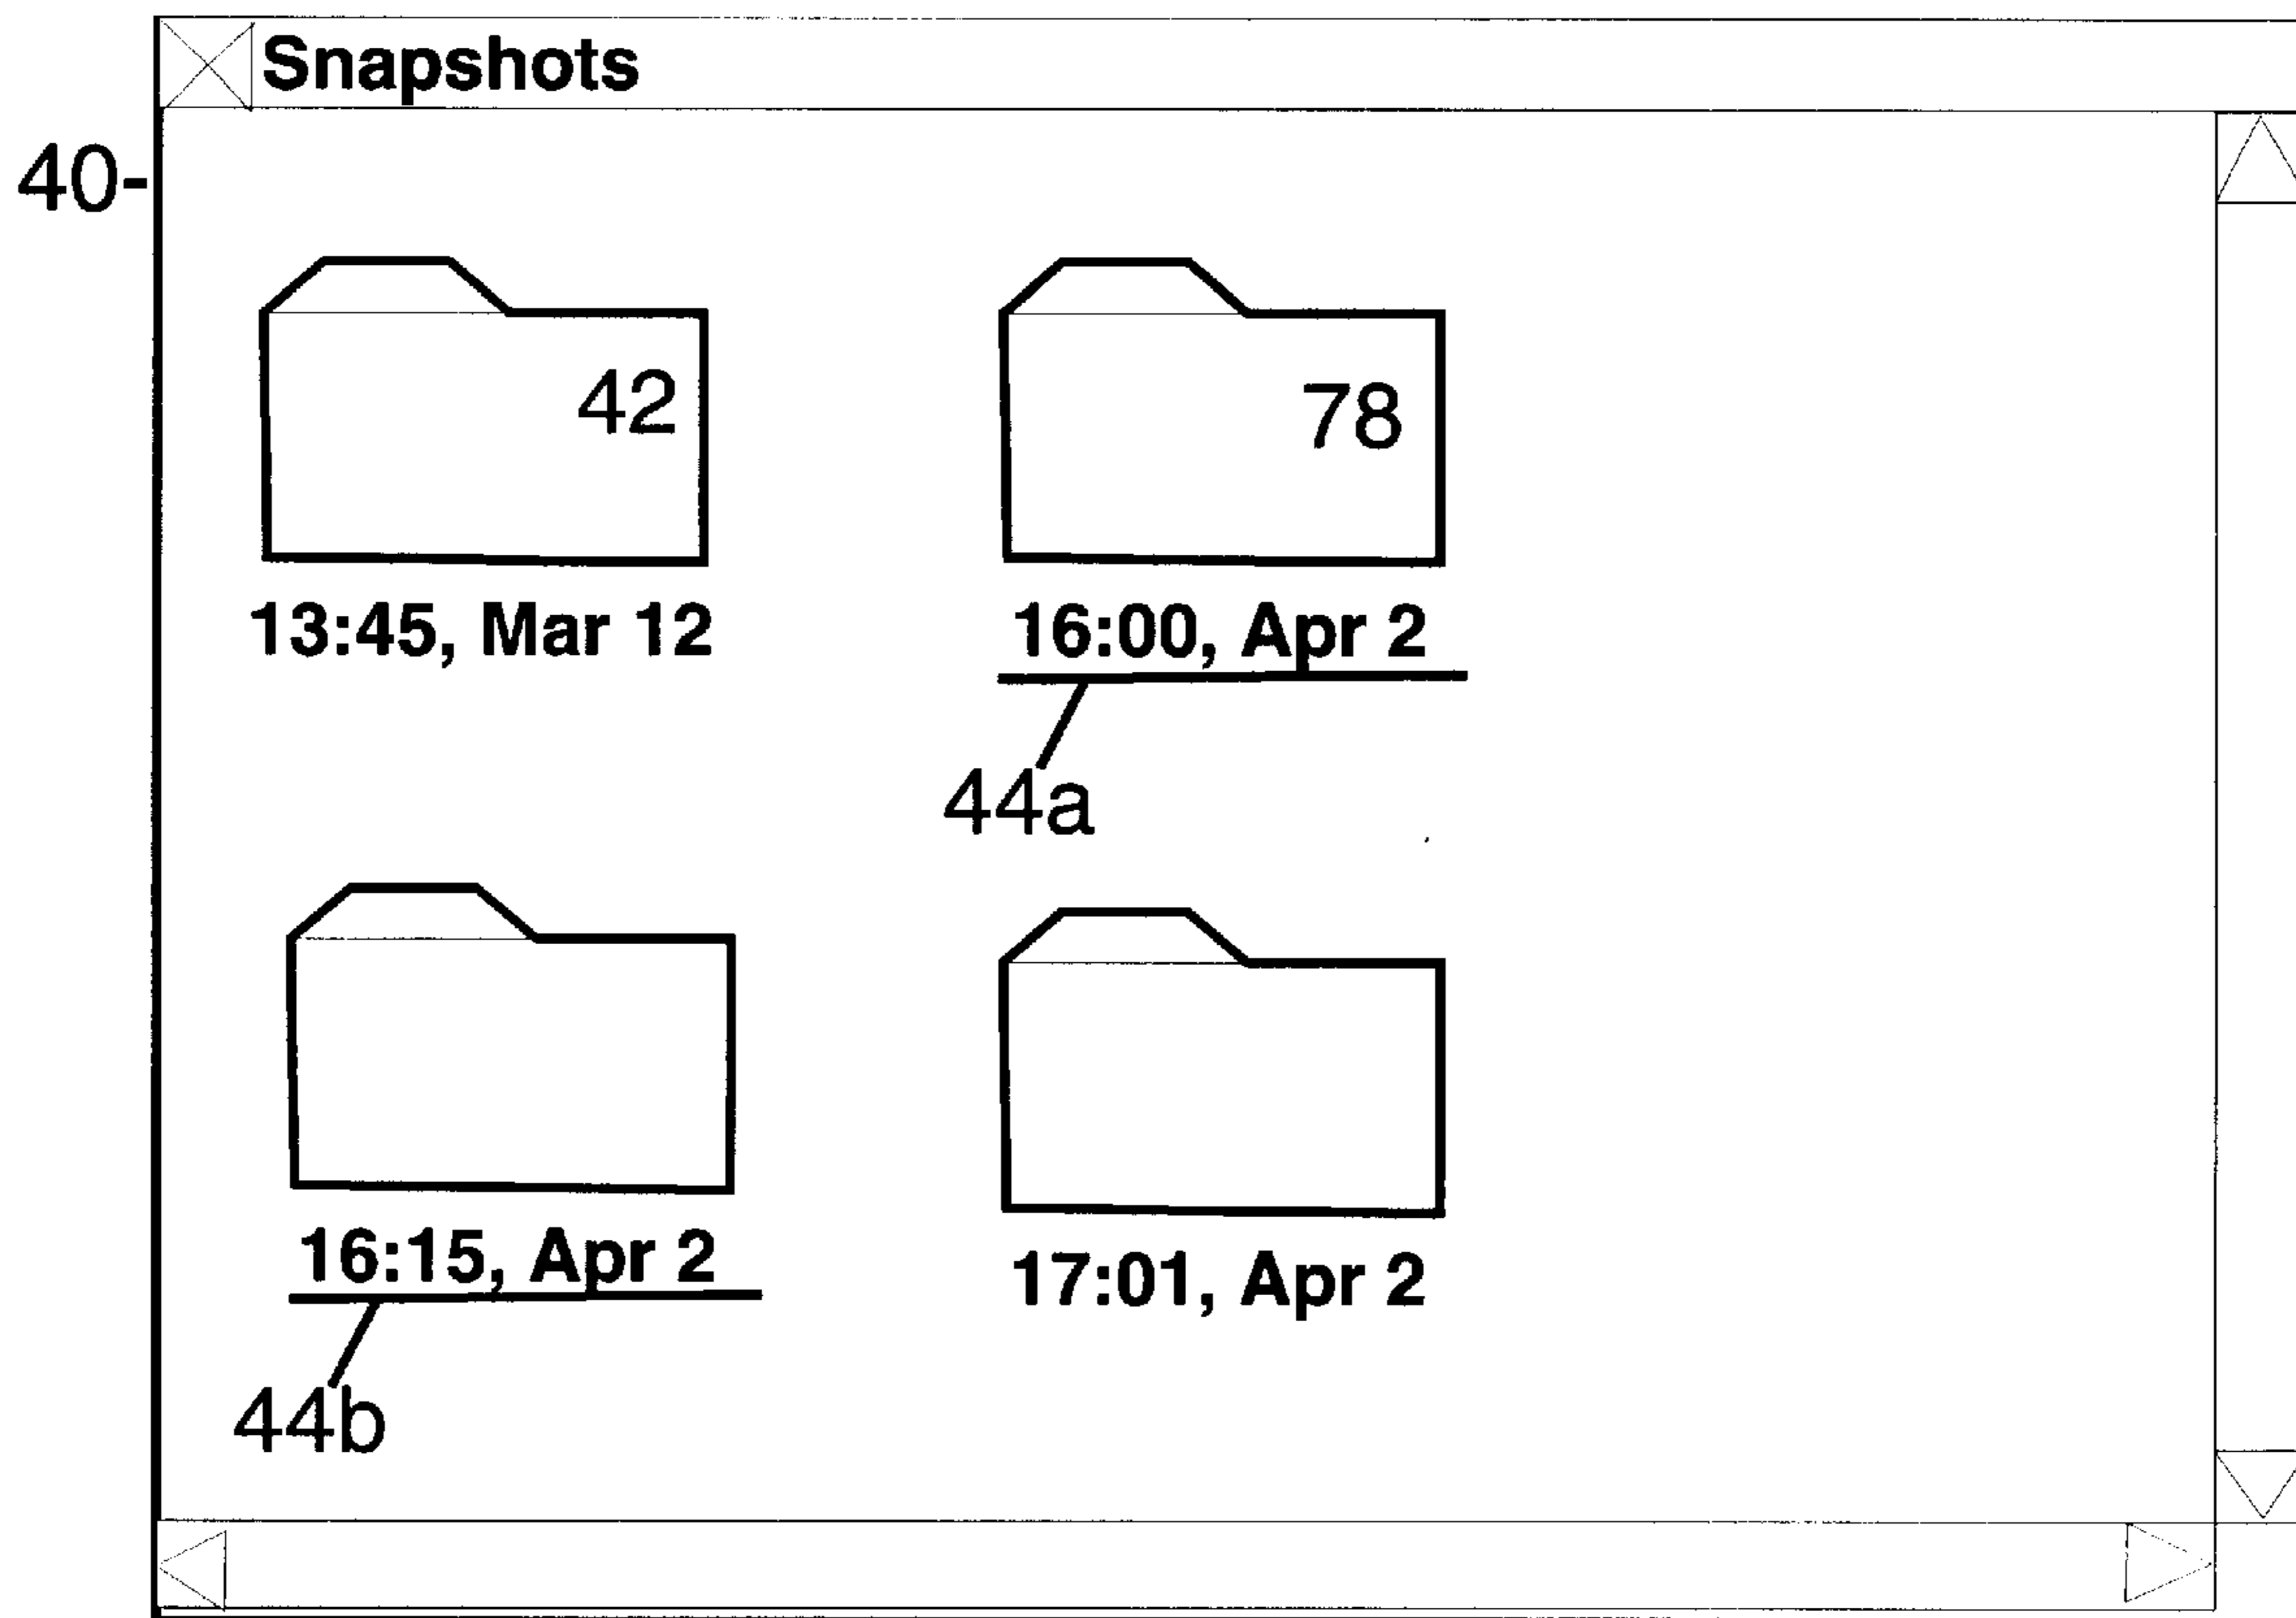 Snapshots
40-
42
78
13:45, Mar 12
16:00, Apr 2
44a
16:15, Apr 2
17:01, Apr 2
44b